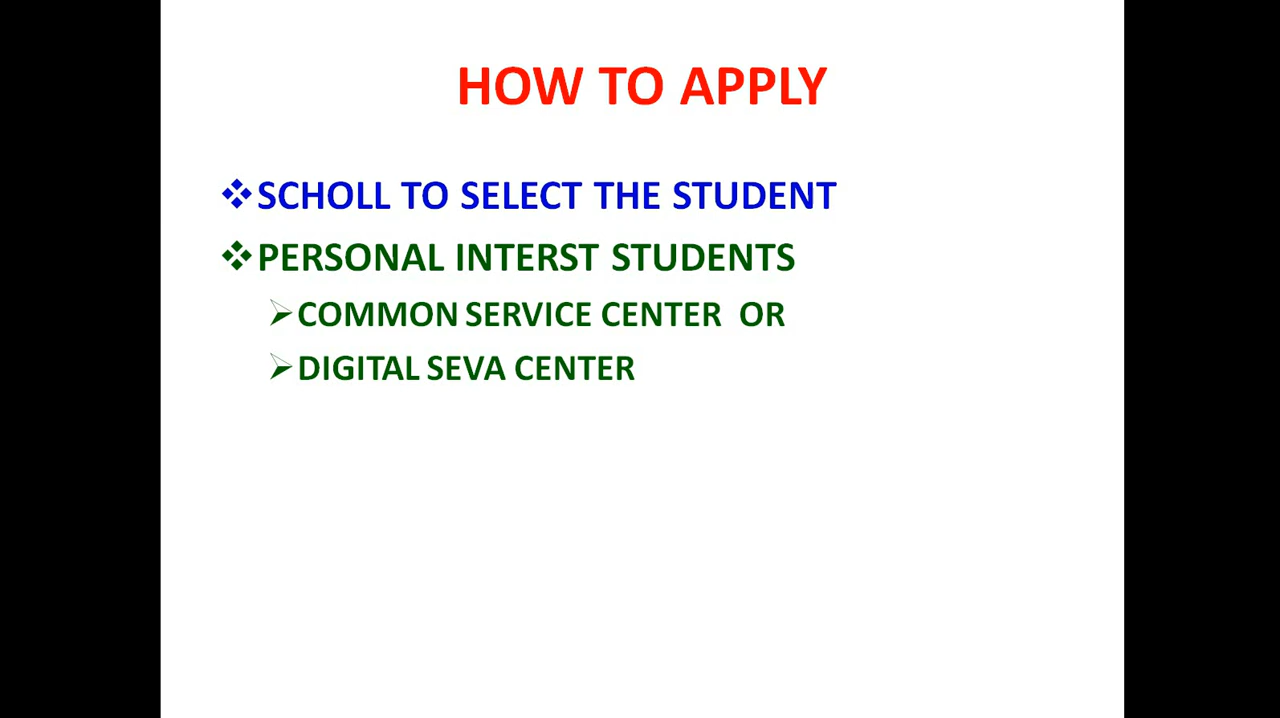 HOW TO APPLY
❖SCHOLL TO SELECT THE STUDENT
❖PERSONAL INTERST STUDENTS
➢COMMON SERVICE CENTER OR
➢DIGITAL SEVA CENTER